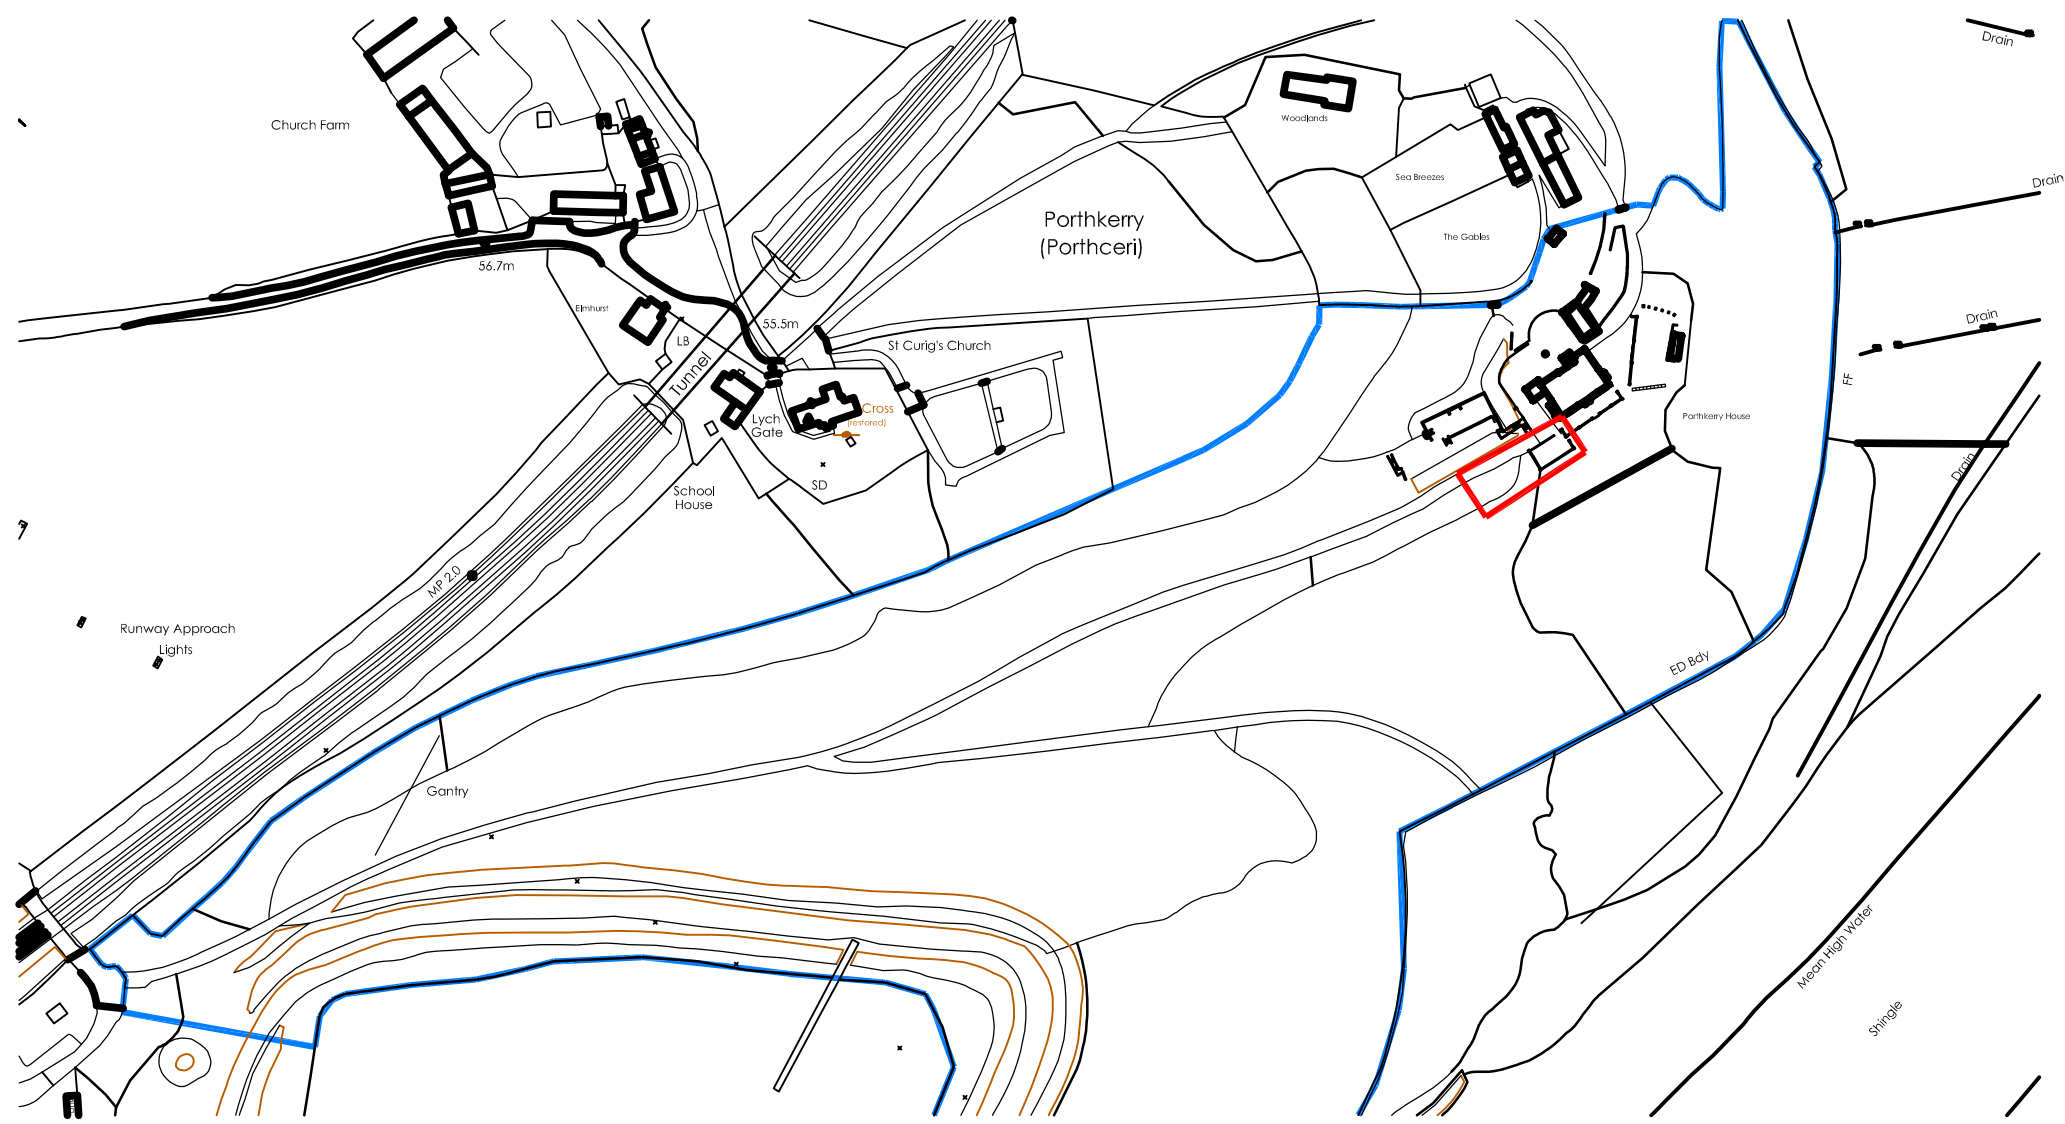 Drain
Church Farm
Woodlands
Sea Breezes
Drain
Porthkerry
(Porthceri)
The Gables
56.7m
Elmhurst
55.5m
Drain
LB
St Curig's Church
Tunnel
FF
Cross
(restored)
Lych
Gate
Porthkerry House
SD
School
House
Drain
MP 2.0
Runway Approach
Lights
ED Bdy
Gantry
Mean High Water
Shingle